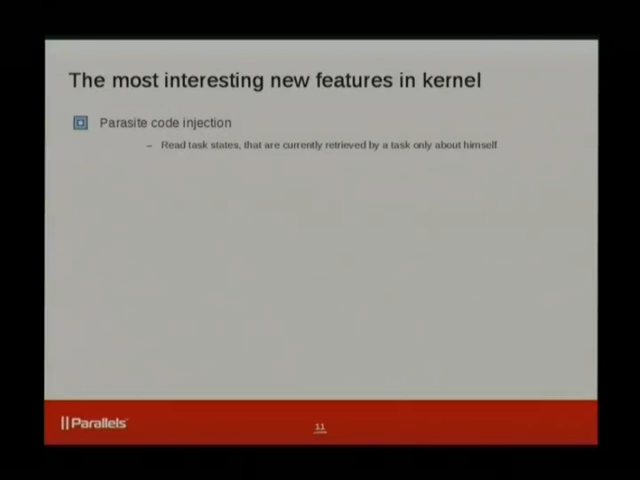 The most interesting new features in kernel
Parasite code injection
– Read task states, that are currently retrieved by a task only about himself
Parallels
11